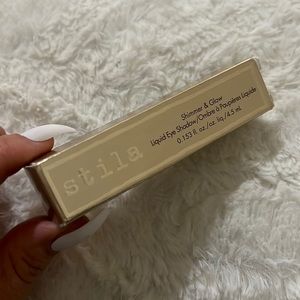 stila
Shimmer & Glow
Liquid Eye Shadow/Ombre à Paupières Liquide
0.153 fl. oz./oz. liq./4.5 mL